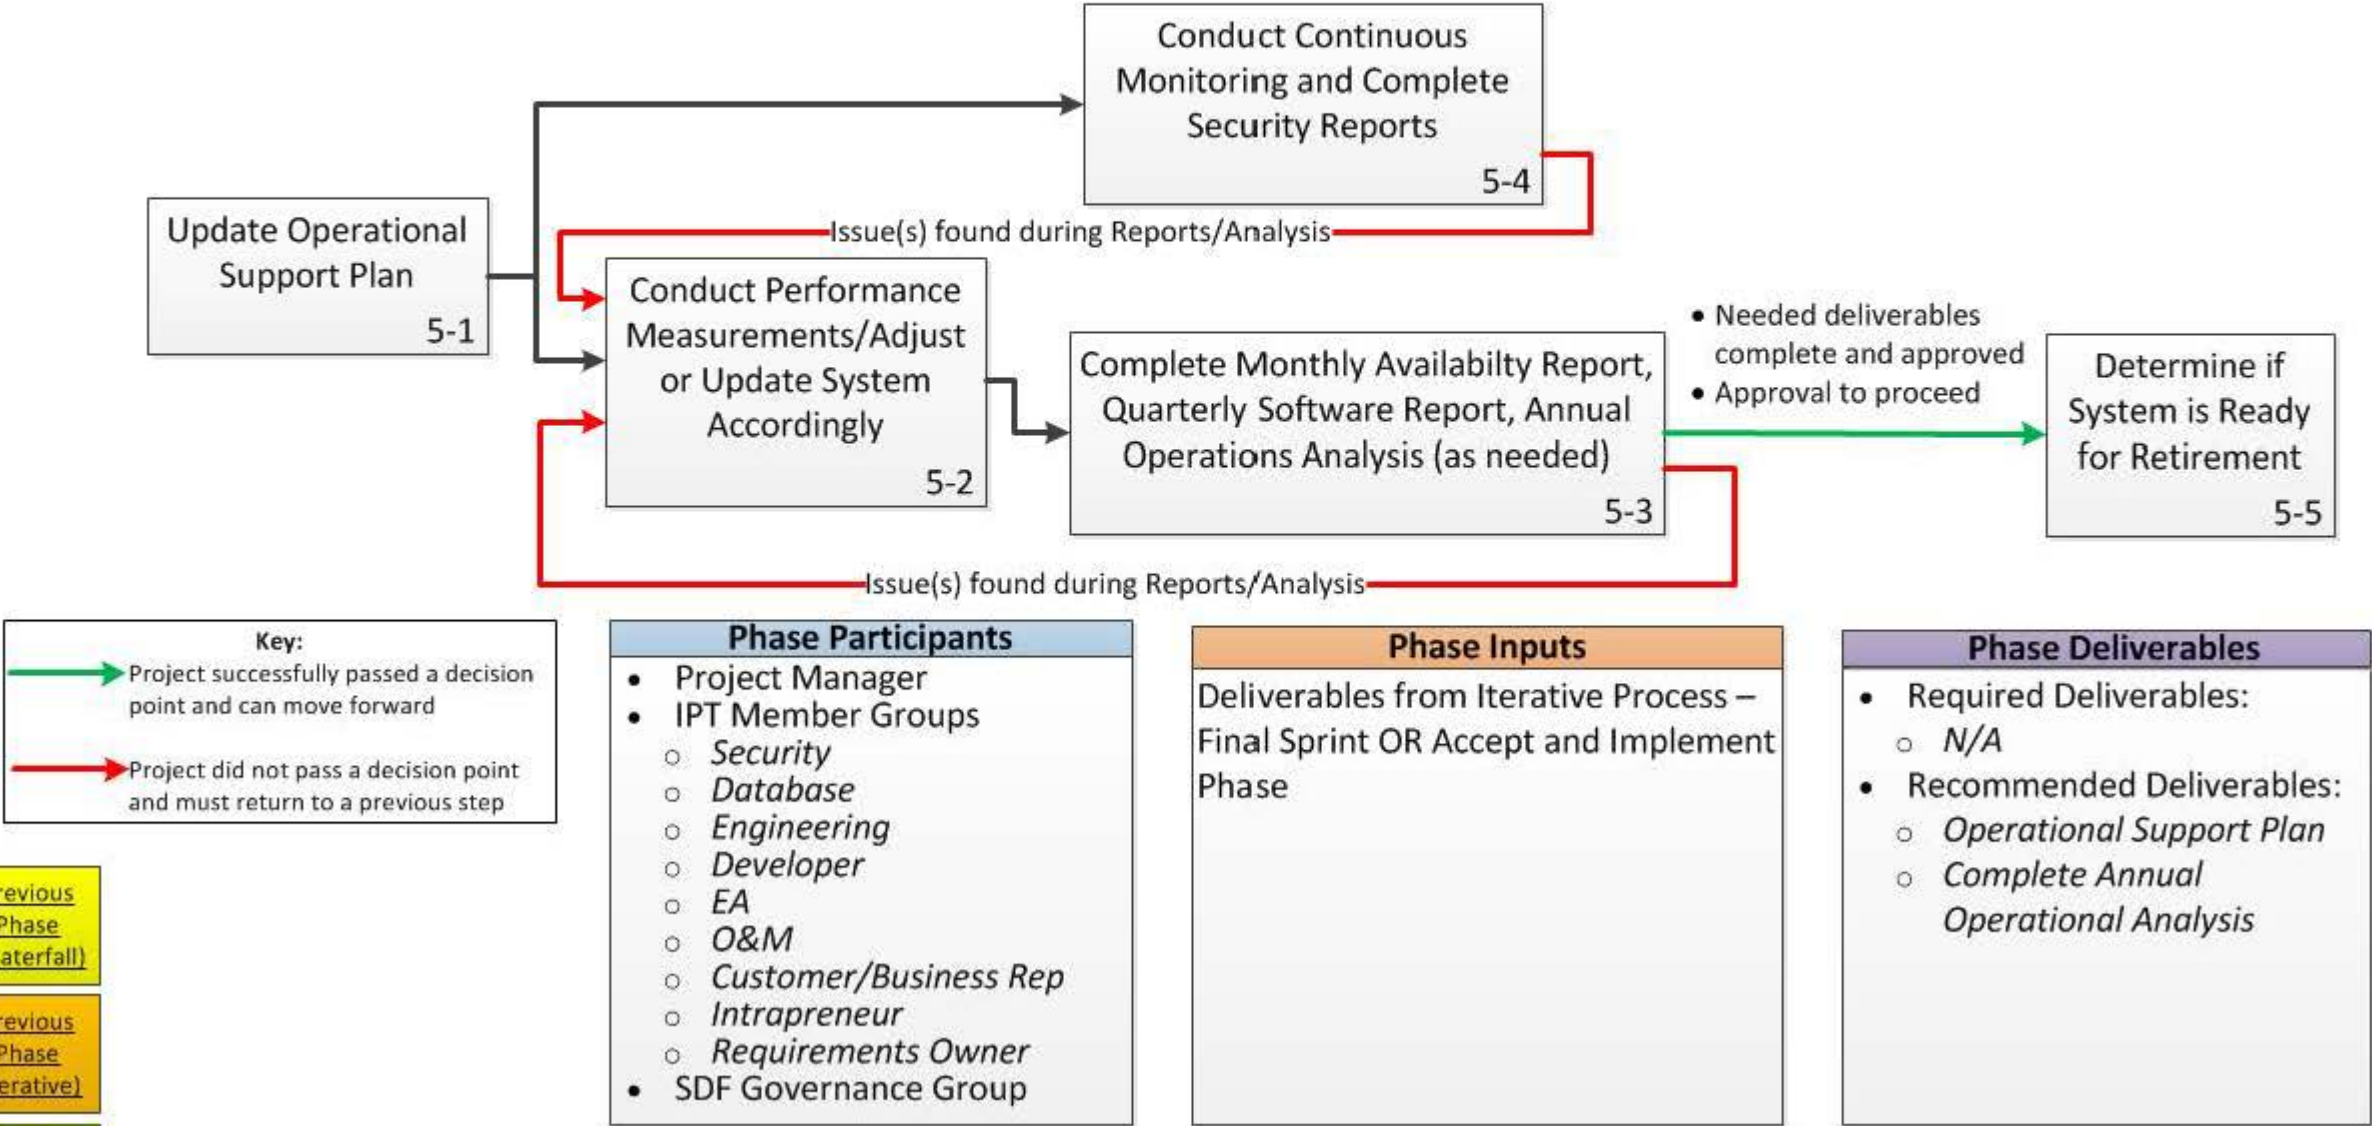 Conduct Continuous
Monitoring and Complete
Security Reports
5-4
Update Operational
Support Plan
5-1
Issue(s) found during Reports/Analysis
Conduct Performance
Measurements/Adjust
or Update System
Accordingly
5-2
Complete Monthly Availabilty Report,
Quarterly Software Report, Annual
Operations Analysis (as needed)
5-3
• Needed deliverables
complete and approved
• Approval to proceed
Determine if
System is Ready
for Retirement
5-5
Issue(s) found during Reports/Analysis
Key:
Project successfully passed a decision
point and can move forward
Project did not pass a decision point
and must return to a previous step
Phase Participants
• Project Manager
• IPT Member Groups
○ Security
○ Database
○ Engineering
○ Developer
○ EA
○ O&M
○ Customer/Business Rep
○ Intrapreneur
○ Requirements Owner
• SDF Governance Group
Phase Inputs
Deliverables from Iterative Process –
Final Sprint OR Accept and Implement
Phase
Phase Deliverables
• Required Deliverables:
○ N/A
• Recommended Deliverables:
○ Operational Support Plan
○ Complete Annual
Operational Analysis
revious
Phase
aterfall)
revious
Phase
erative)